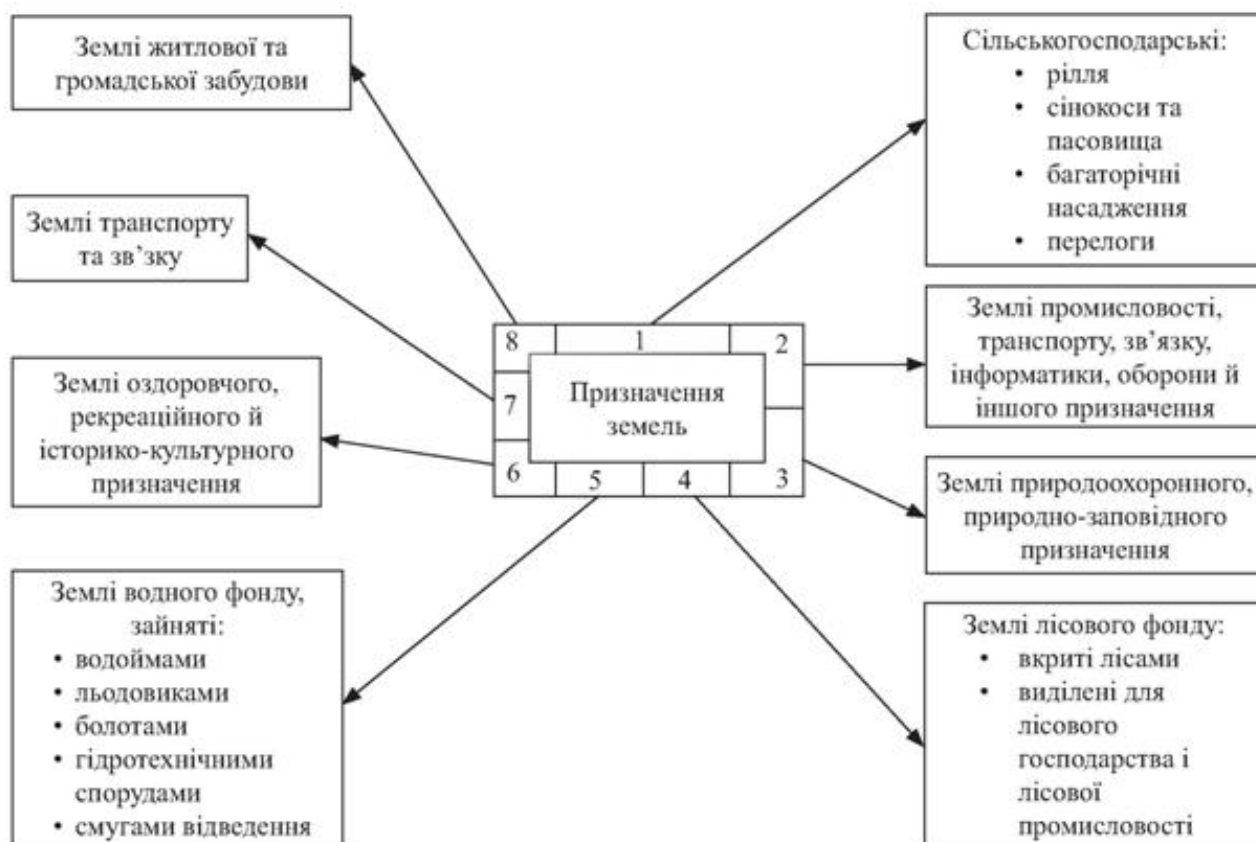 Землі житлової та
громадської забудови
Землі транспорту
та зв’зку
Землі оздоровчого,
рекреаційного й
історико-культурного
призначення
Землі водного фонду,
зайняті:
• водоймами
• льодовиками
• болотами
• гідротехнічними
спорудами
• смугами відведення
8 1 2
7
6 5 4 3
Призначення
земель
Сільськогосподарські:
• рілля
• сінокоси та
пасовища
• багаторічні
насадження
• перелоги
Землі промисловості,
транспорту, зв’язку,
інформатики, оборони й
іншого призначення
Землі природоохоронного,
природно-заповідного
призначення
Землі лісового фонду:
• вкриті лісами
• виділені для
лісового
господарства і
лісової
промисловості